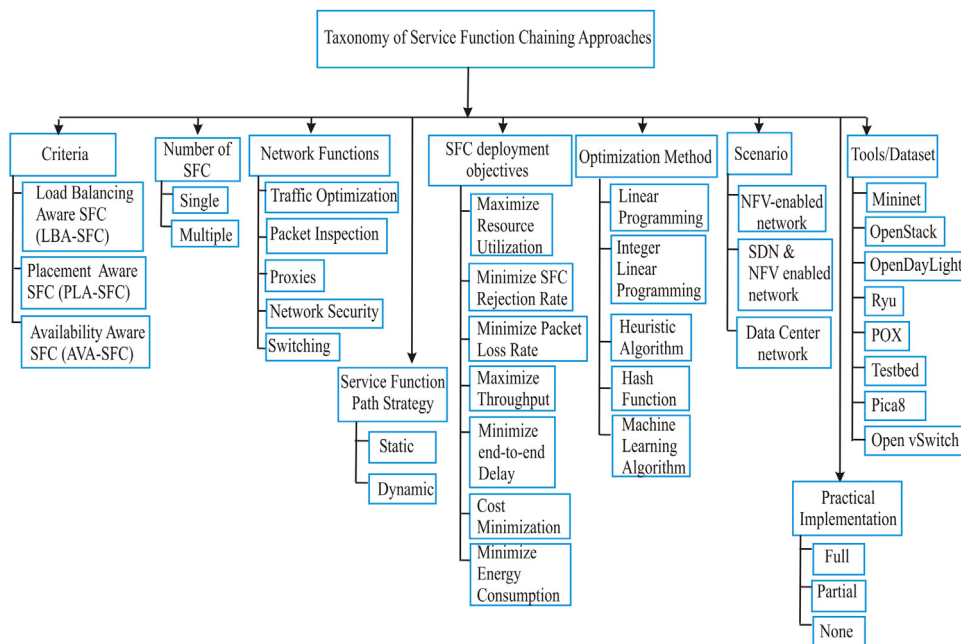 Taxonomy of Service Function Chaining Approaches
Criteria
Load Balancing
Aware SFC
(LBA-SFC)
Placement Aware
SFC (PLA-SFC)
Availability Aware
SFC (AVA-SFC)
Number of
SFC
Single
Multiple
Network Functions
Traffic Optimization
Packet Inspection
Proxies
Network Security
Switching
Service Function
Path Strategy
Static
Dynamic
SFC deployment
objectives
Maximize
Resource
Utilization
Minimize SFC
Rejection Rate
Minimize Packet
Loss Rate
Maximize
Throughput
Minimize
end-to-end
Delay
Cost
Minimization
Minimize
Energy
Consumption
Optimization Method
Linear
Programming
Integer
Linear
Programming
Heuristic
Algorithm
Hash
Function
Machine
Learning
Algorithm
Scenario
NFV-enabled
network
SDN &
NFV enabled
network
Data Center
network
Practical
Implementation
Full
Partial
None
Tools/Dataset
Mininet
OpenStack
OpenDayLight
Ryu
POX
Testbed
Pica8
Open vSwitch